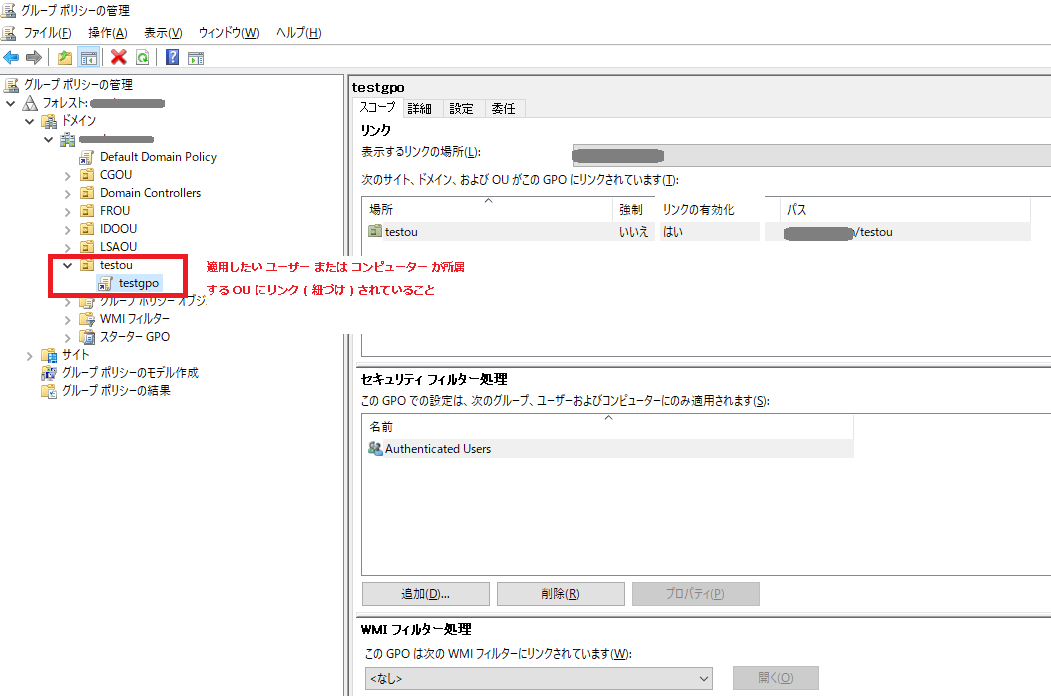 グループ ポリシーの管理
ファイル(F) 操作(A) 表示(V) ウィンドウ(W) ヘルプ(H)
グループ ポリシーの管理
フォレスト:
ドメイン
Default Domain Policy
CGOU
Domain Controllers
FROU
IDOOU
LSAOU
testou
testgpo
グループ ポリシー オブジ
WMI フィルター
スターター GPO
サイト
グループ ポリシーのモデル作成
グループ ポリシーの結果
適用したい ユーザー または コンピューター が所属
する OU にリンク ( 紐づけ ) されていること
testgpo
スコープ 詳細 設定 委任
リンク
表示するリンクの場所(L):
次のサイト、ドメイン、および OU がこの GPO にリンクされています(T):
場所 強制 リンクの有効化 パス
testou いいえ はい /testou
セキュリティ フィルター処理
この GPO での設定は、次のグループ、ユーザーおよびコンピューターにのみ適用されます(S):
名前
Authenticated Users
追加(D)... 削除(R) プロパティ(P)
WMI フィルター処理
この GPO は次の WMI フィルターにリンクされています(W):
<なし> 開く(O)